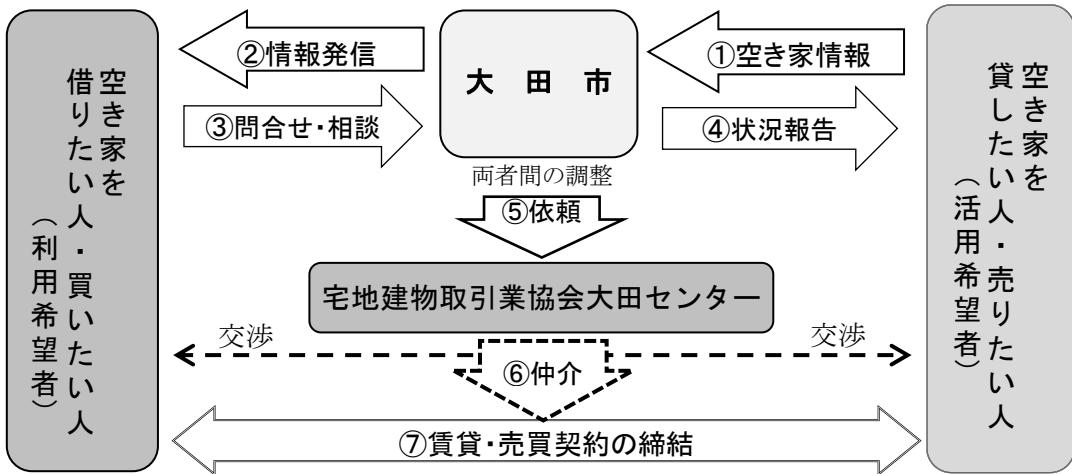 空き家を
借りたい人・買いたい人
（利用希望者）
②情報発信
③問合せ・相談
大　田　市
両者間の調整
①空き家情報
④状況報告
空き家を
貸したい人・売りたい人
（活用希望者）
⑤依頼
宅地建物取引業協会大田センター
交渉
交渉
⑥仲介
⑦賃貸・売買契約の締結